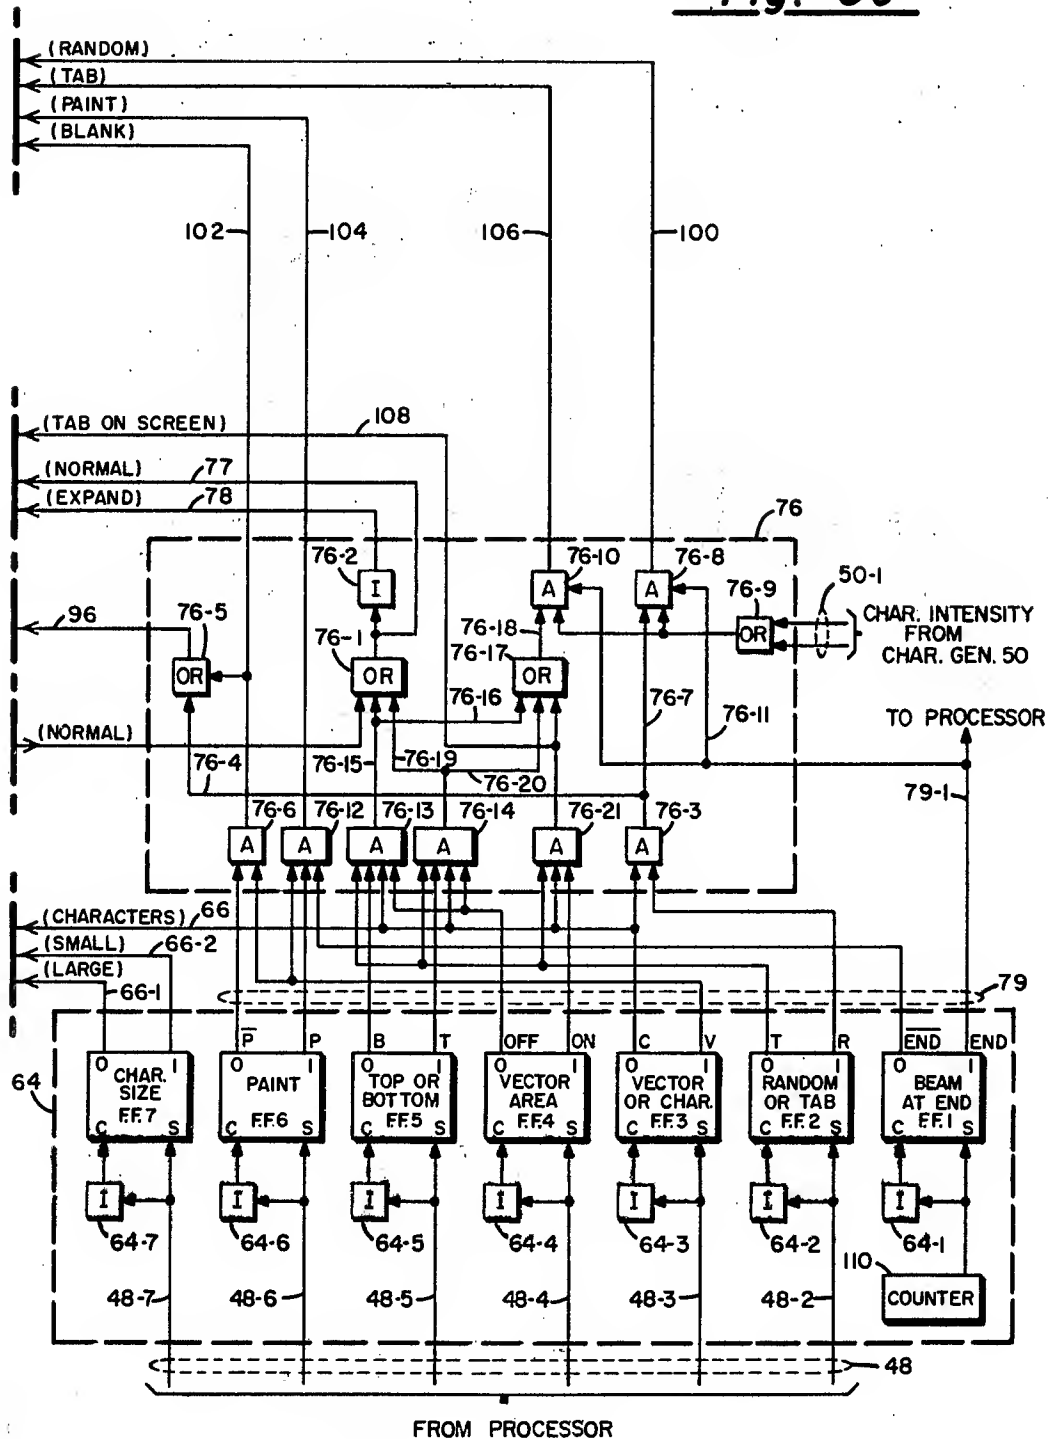 (RANDOM)
(TAB)
(PAINT)
(BLANK)
102
104
106
100
(TAB ON SCREEN)
108
(NORMAL)
77
(EXPAND)
78
76
76-2
76-10
76-8
76-9
50-1
I
A
A
OR
96
76-5
76-1
76-18
76-17
CHAR. INTENSITY
FROM
CHAR. GEN. 50
OR
OR
OR
76-16
76-7
76-11
TO PROCESSOR
(NORMAL)
76-4
76-15
76-19
76-20
79-1
76-6
76-12
76-13
76-14
76-21
76-3
A
A
A
A
A
A
(CHARACTERS)
66
(SMALL)
66-2
(LARGE)
66-1
79
64
P
P
B
T
OFF
ON
C
V
T
R
END
END
0 1
CHAR.
SIZE
F.F.7
C S
0 1
PAINT
F.F.6
C S
0 1
TOP OR
BOTTOM
F.F.5
C S
0 1
VECTOR
AREA
F.F.4
C S
0 1
VECTOR
OR CHAR.
F.F.3
C S
0 1
RANDOM
OR TAB
F.F.2
C S
0 1
BEAM
AT END
F.F.1
C S
I
I
I
I
I
I
I
64-7
64-6
64-5
64-4
64-3
64-2
64-1
110
48-7
48-6
48-5
48-4
48-3
48-2
COUNTER
48
FROM PROCESSOR